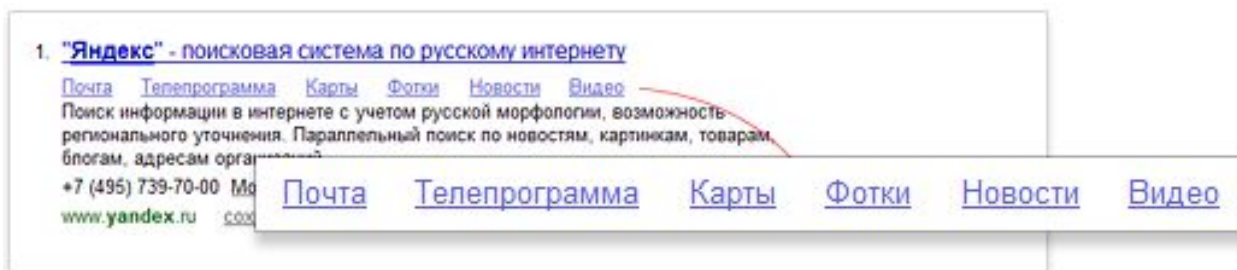 1. "Яндекс" - поисковая система по русскому интернету
Почта Телепрограмма Карты Фотки Новости Видео
Поиск информации в интернете с учетом русской морфологии, возможность
регионального уточнения. Параллельный поиск по новостям, картинкам, товарам,
блогам, адресам
+7 (495) 739-70-00
www.yandex.ru
Почта Телепрограмма Карты Фотки Новости Видео